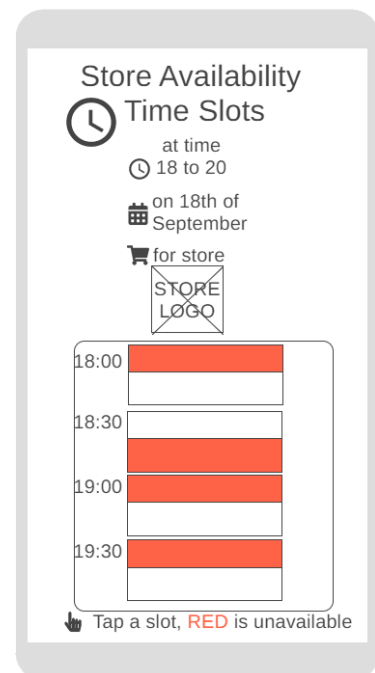 Store Availability
Time Slots
at time
18 to 20
on 18th of
September
for store
STORE
LOGO
18:00
18:30
19:00
19:30
Tap a slot, RED is unavailable